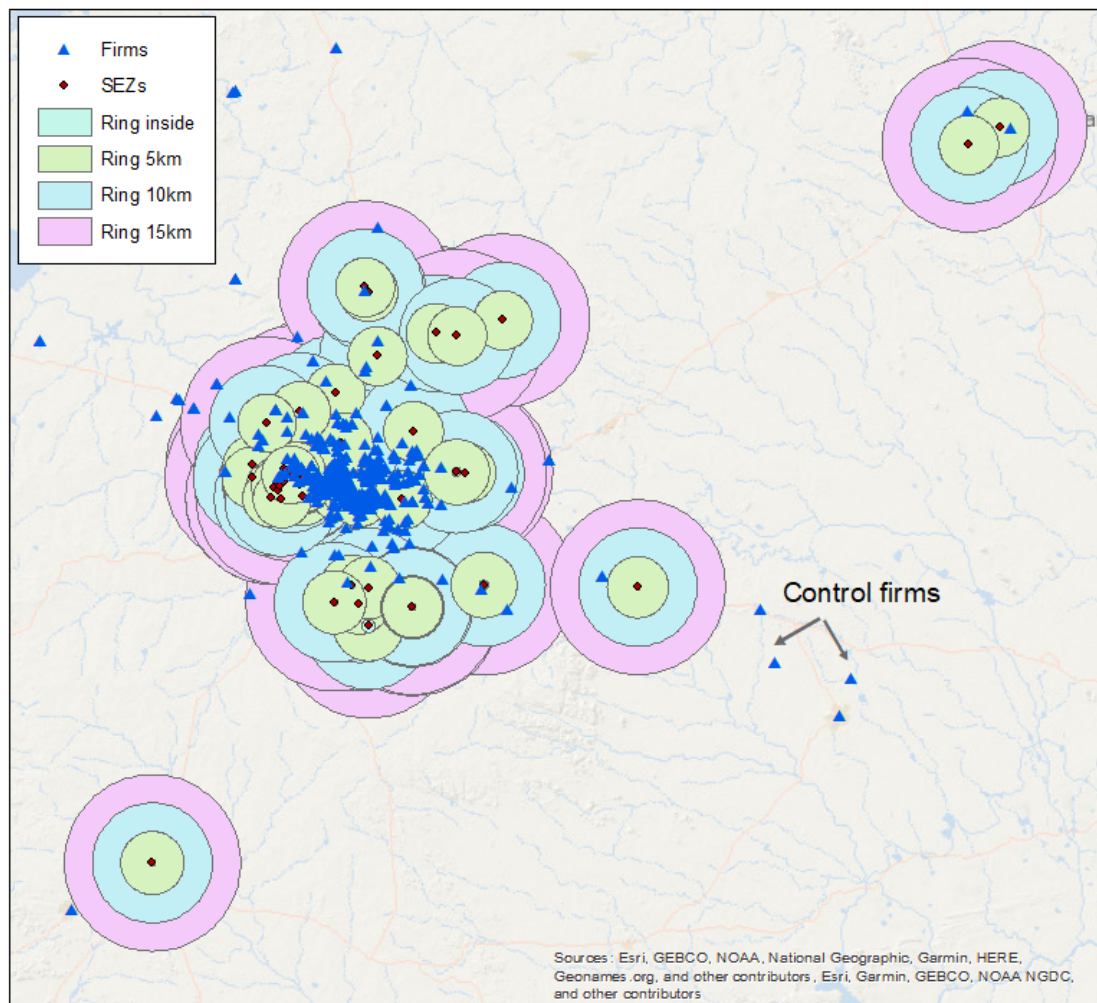 Firms
SEZs
Ring inside
Ring 5km
Ring 10km
Ring 15km
Control firms
Sources: Esri, GEBCO, NOAA, National Geographic, Garmin, HERE,
Geonames.org, and other contributors, Esri, Garmin, GEBCO, NOAA NGDC,
and other contributors